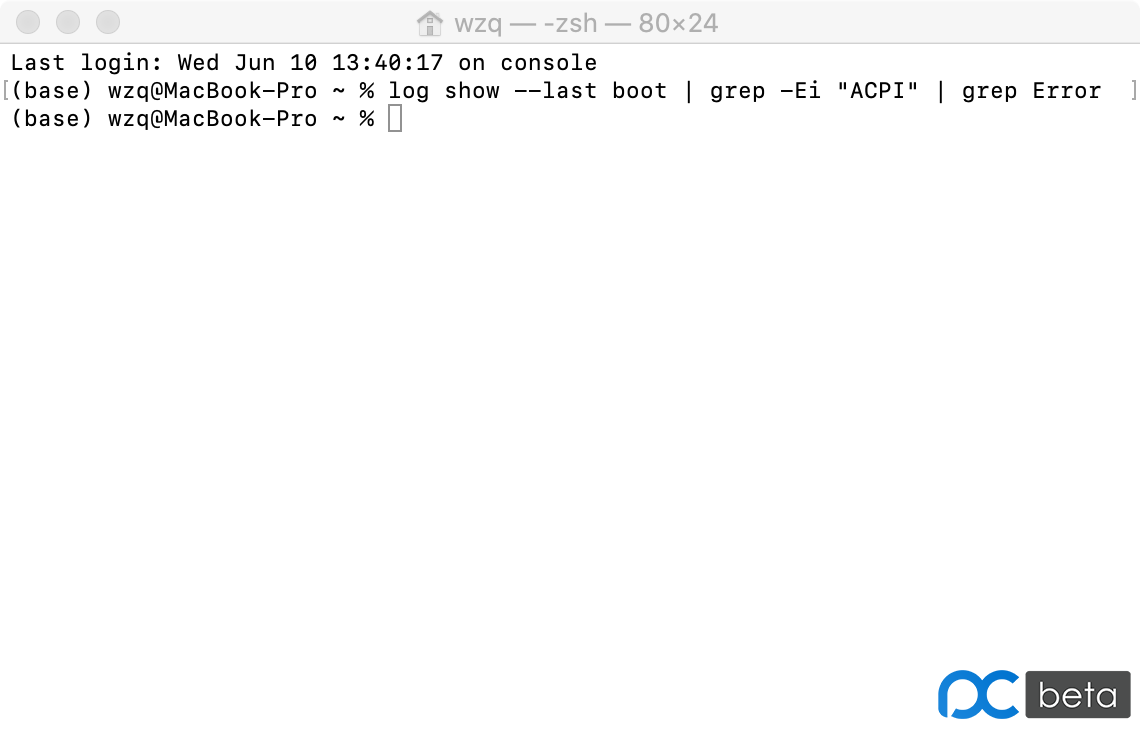 wzq — -zsh — 80×24
Last login: Wed Jun 10 13:40:17 on console
[(base) wzq@MacBook-Pro ~ % log show --last boot | grep -Ei "ACPI" | grep Error  ]
(base) wzq@MacBook-Pro ~ %
pc beta